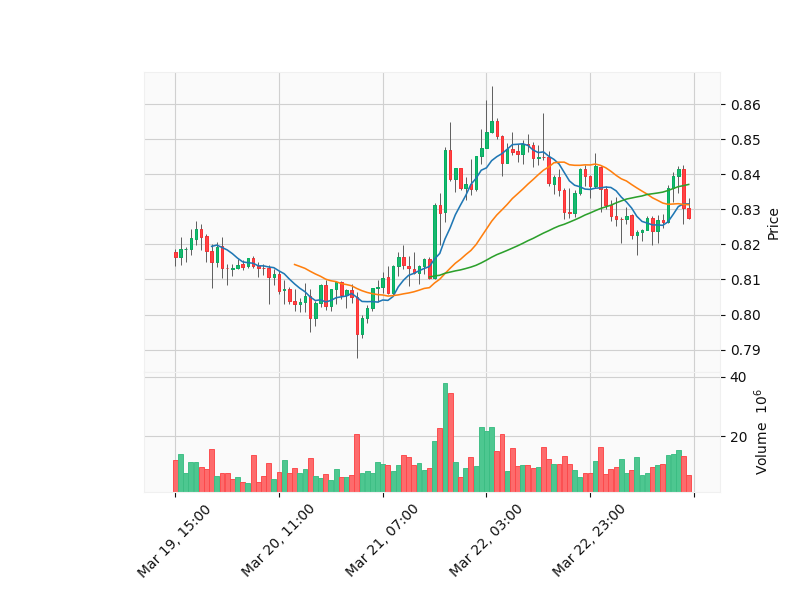 0.86
0.85
0.84
0.83
0.82
0.81
0.80
0.79
Price
40
20
Volume 10^6
Mar 19, 15:00
Mar 20, 11:00
Mar 21, 07:00
Mar 22, 03:00
Mar 22, 23:00